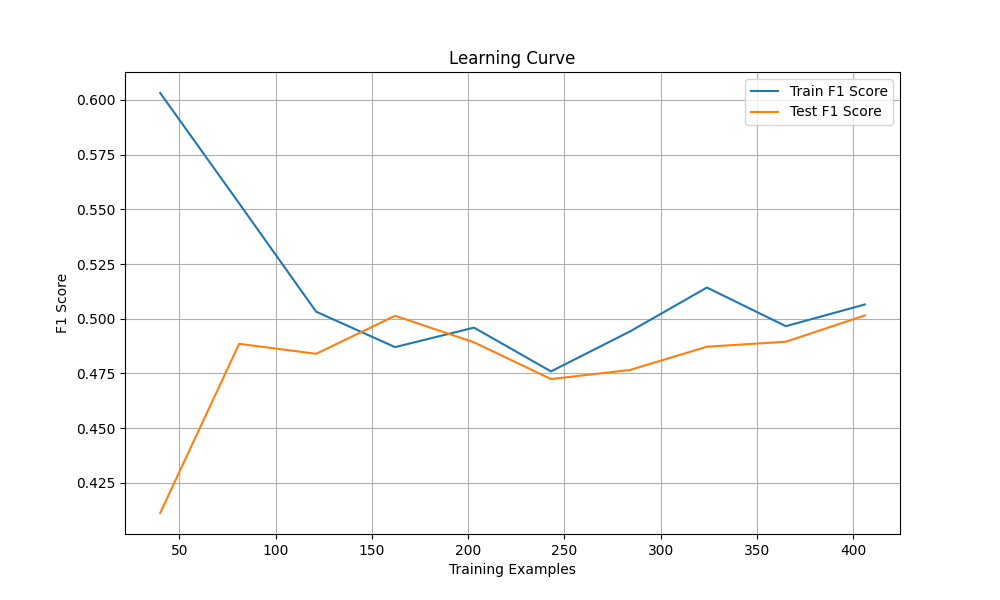 Learning Curve
Train F1 Score
Test F1 Score
F1 Score
0.600
0.575
0.550
0.525
0.500
0.475
0.450
0.425
50 100 150 200 250 300 350 400
Training Examples